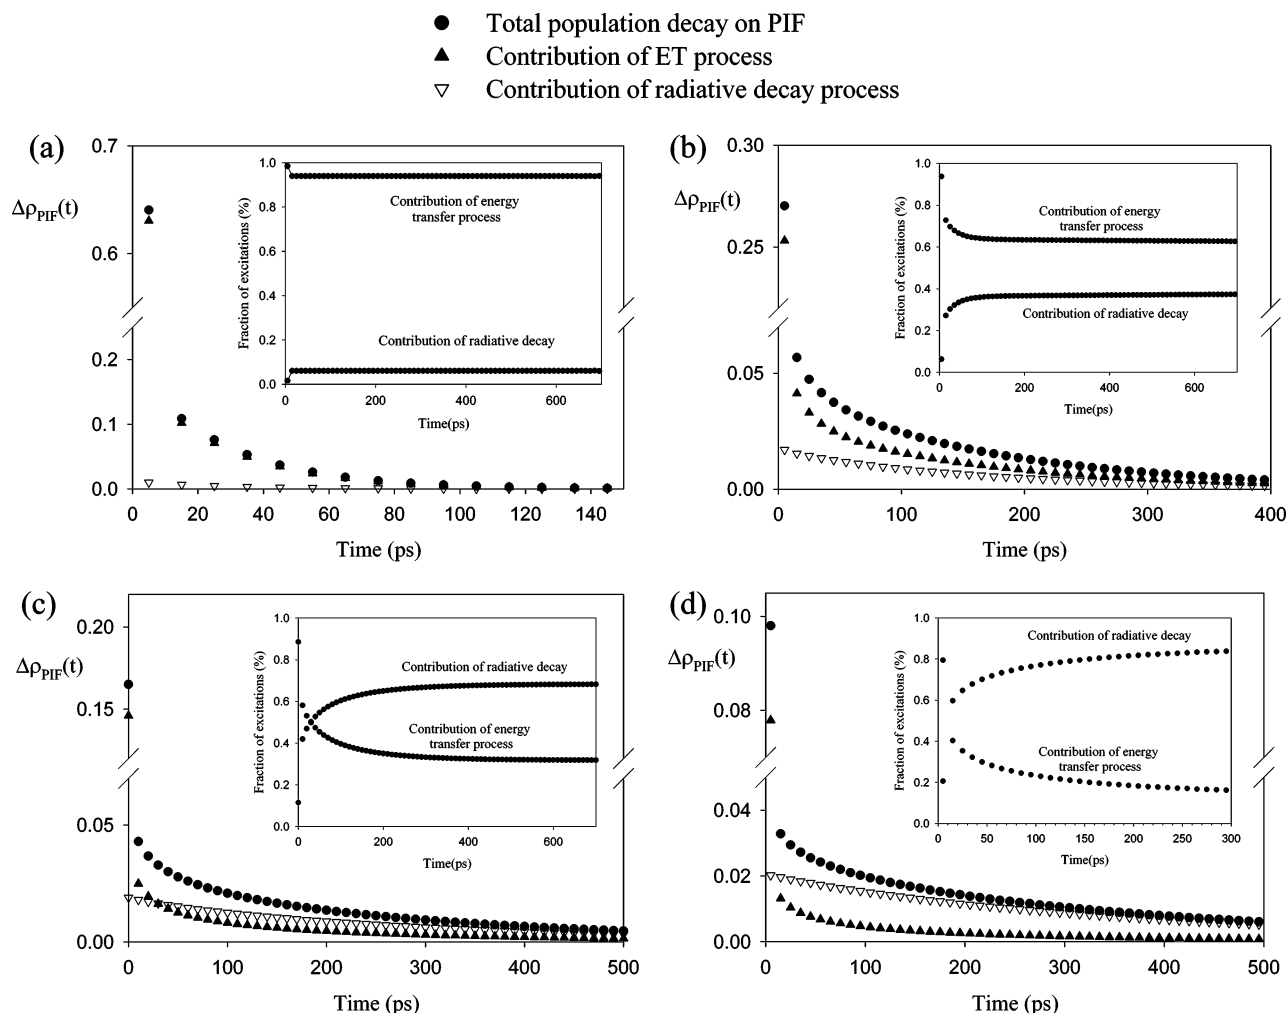 Total population decay on PIF
Contribution of ET process
Contribution of radiative decay process
(a)
0.7
ΔρPIF(t)
0.6
0.2
0.1
0.0
0 20 40 60 80 100 120 140
Time (ps)
Fraction of excitations (%)
1.0
0.8
0.6
0.4
0.2
0.0
Contribution of energy
transfer process
Contribution of radiative decay
0 200 400 600
Time(ps)
(b)
0.30
ΔρPIF(t)
0.25
0.05
0.00
0 100 200 300 400
Time (ps)
Fraction of excitations (%)
1.0
0.8
0.6
0.4
0.2
0.0
Contribution of energy
transfer process
Contribution of radiative decay
0 200 400 600
Time(ps)
(c)
0.20
ΔρPIF(t)
0.15
0.05
0.00
0 100 200 300 400 500
Time (ps)
Fraction of excitations (%)
1.0
0.8
0.6
0.4
0.2
0.0
Contribution of radiative decay
Contribution of energy
transfer process
0 200 400 600
Time(ps)
(d)
0.10
ΔρPIF(t)
0.08
0.04
0.02
0.00
0 100 200 300 400 500
Time (ps)
Fraction of excitations (%)
1.0
0.8
0.6
0.4
0.2
0.0
Contribution of radiative decay
Contribution of energy
transfer process
0 50 100 150 200 250 300
Time(ps)